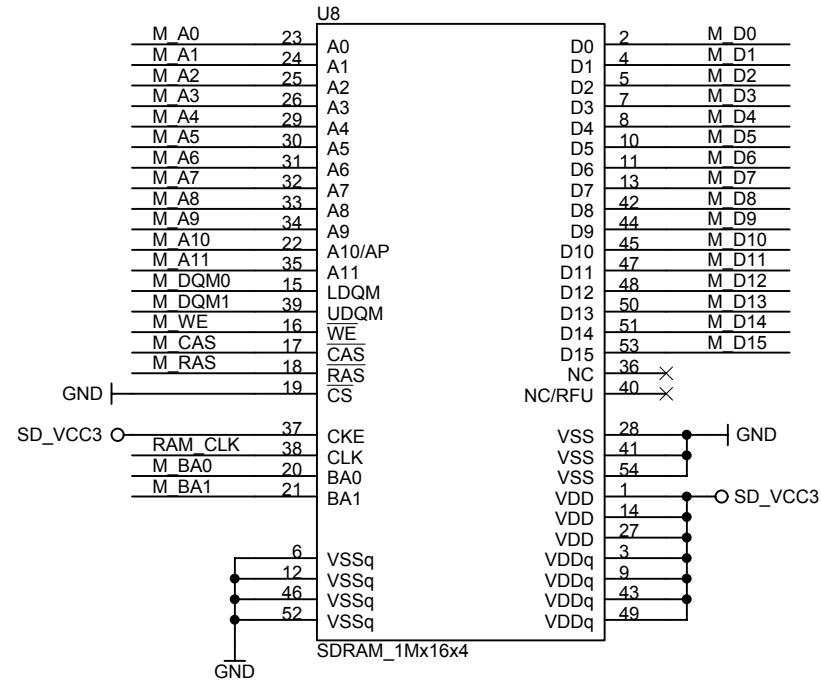 U8
M_A0 23 A0 D0 2 M_D0
M_A1 24 A1 D1 4 M_D1
M_A2 25 A2 D2 5 M_D2
M_A3 26 A3 D3 7 M_D3
M_A4 29 A4 D4 8 M_D4
M_A5 30 A5 D5 10 M_D5
M_A6 31 A6 D6 11 M_D6
M_A7 32 A7 D7 13 M_D7
M_A8 33 A8 D8 42 M_D8
M_A9 34 A9 D9 44 M_D9
M_A10 22 A10/AP D10 45 M_D10
M_A11 35 A11 D11 47 M_D11
M_DQM0 15 LDQM D12 48 M_D12
M_DQM1 39 UDQM D13 50 M_D13
M_WE 16 WE D14 51 M_D14
M_CAS 17 CAS D15 53 M_D15
M_RAS 18 RAS NC 36
GND 19 CS NC/RFU 40
SD_VCC3 37 CKE VSS 28 GND
RAM_CLK 38 CLK VSS 41
M_BA0 20 BA0 VSS 54
M_BA1 21 BA1 VDD 1 SD_VCC3
VDD 14
VDD 27
6 VSSq VDDq 3
12 VSSq VDDq 9
46 VSSq VDDq 43
52 VSSq VDDq 49
SDRAM_1Mx16x4
GND